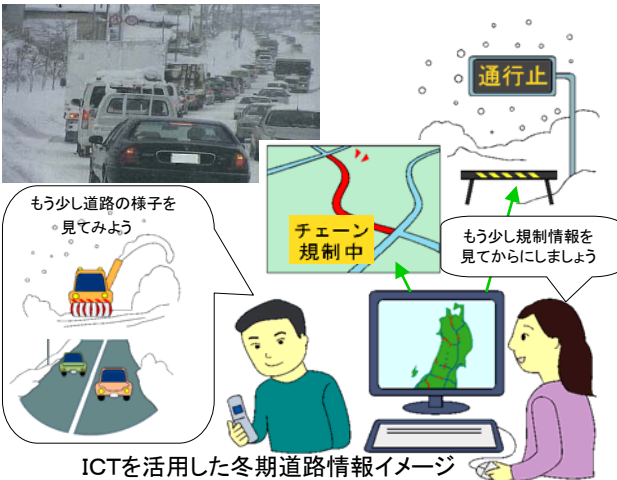 通行止
チェーン
規制中
もう少し道路の様子を
見てみよう
もう少し規制情報を
見てからにしましょう
ICTを活用した冬期道路情報イメージ